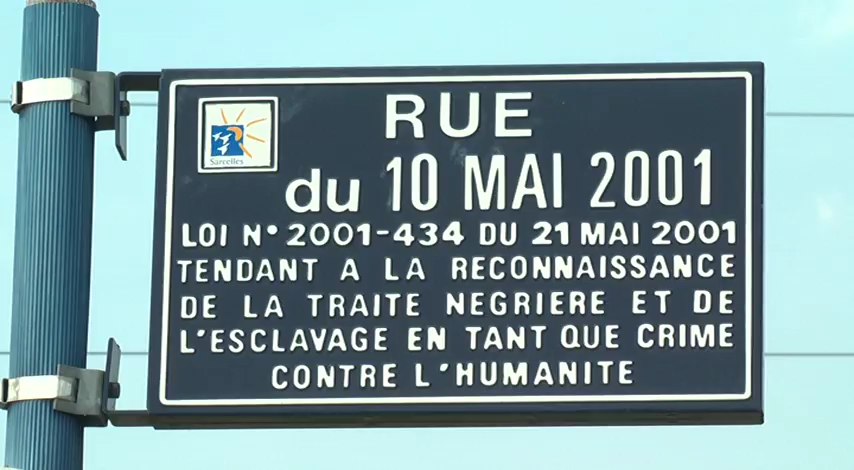 Sarcelles
RUE
du 10 MAI 2001
LOI N° 2001-434 DU 21 MAI 2001
TENDANT A LA RECONNAISSANCE
DE LA TRAITE NEGRIERE ET DE
L'ESCLAVAGE EN TANT QUE CRIME
CONTRE L'HUMANITE